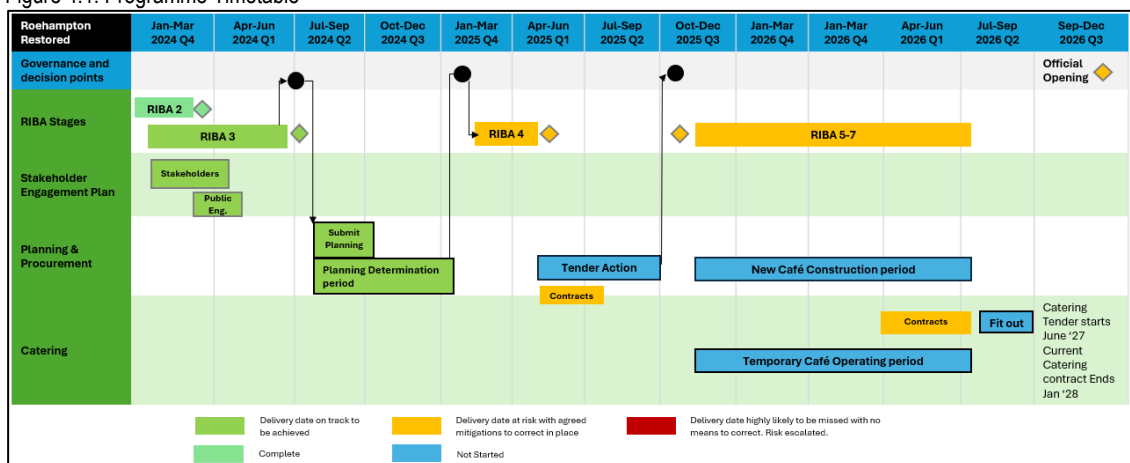 Figure 4.1: Programme Timetable
Roehampton Restored
Jan-Mar 2024 Q4
Apr-Jun 2024 Q1
Jul-Sep 2024 Q2
Oct-Dec 2024 Q3
Jan-Mar 2025 Q4
Apr-Jun 2025 Q1
Jul-Sep 2025 Q2
Oct-Dec 2025 Q3
Jan-Mar 2026 Q4
Jan-Mar 2026 Q4
Apr-Jun 2026 Q1
Jul-Sep 2026 Q2
Sep-Dec 2026 Q3
Governance and
decision points
Official
Opening
RIBA Stages
RIBA 2
RIBA 3
RIBA 4
RIBA 5-7
Stakeholder
Engagement Plan
Stakeholders
Public
Eng.
Planning &
Procurement
Submit
Planning
Planning Determination
period
Tender Action
Contracts
New Café Construction period
Catering
Contracts
Fit out
Temporary Café Operating period
Catering
Tender starts
June ‘27
Current
Catering
contract Ends
Jan ‘28
Delivery date on track to
be achieved
Delivery date at risk with agreed
mitigations to correct in place
Delivery date highly likely to be missed with no
means to correct. Risk escalated.
Complete
Not Started